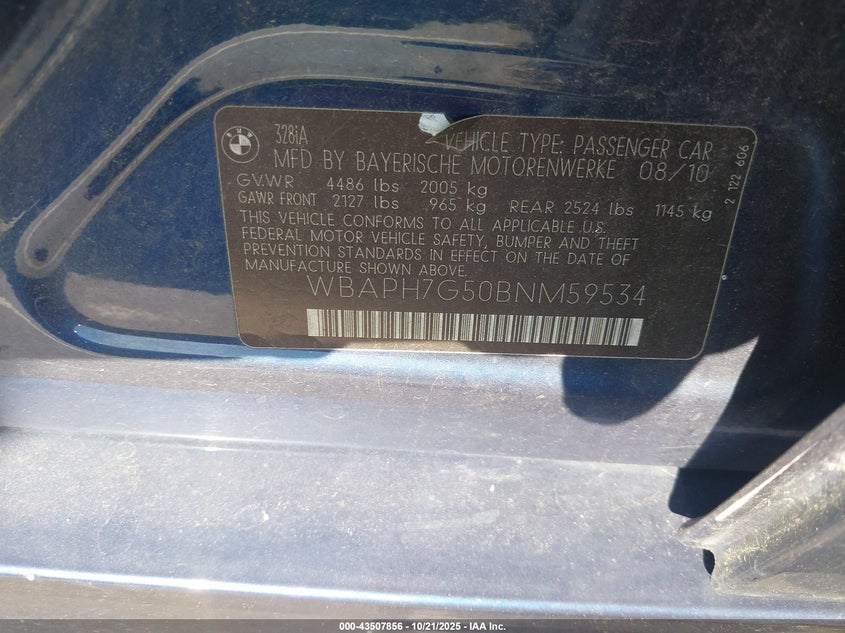 BMW
328iA
VEHICLE TYPE: PASSENGER CAR
MFD BY BAYERISCHE MOTORENWERKE 08/10
G.V.WR 4486 lbs 2005 kg
GAWR FRONT 2127 lbs 965 kg REAR 2524 lbs 1145 kg
THIS VEHICLE CONFORMS TO ALL APPLICABLE U.S.
FEDERAL MOTOR VEHICLE SAFETY, BUMPER AND THEFT
PREVENTION STANDARDS IN EFFECT ON THE DATE OF
MANUFACTURE SHOWN ABOVE.
WBAPH7G50BNM59534
2 122 606
000-43507856 - 10/21/2025 - IAA Inc.